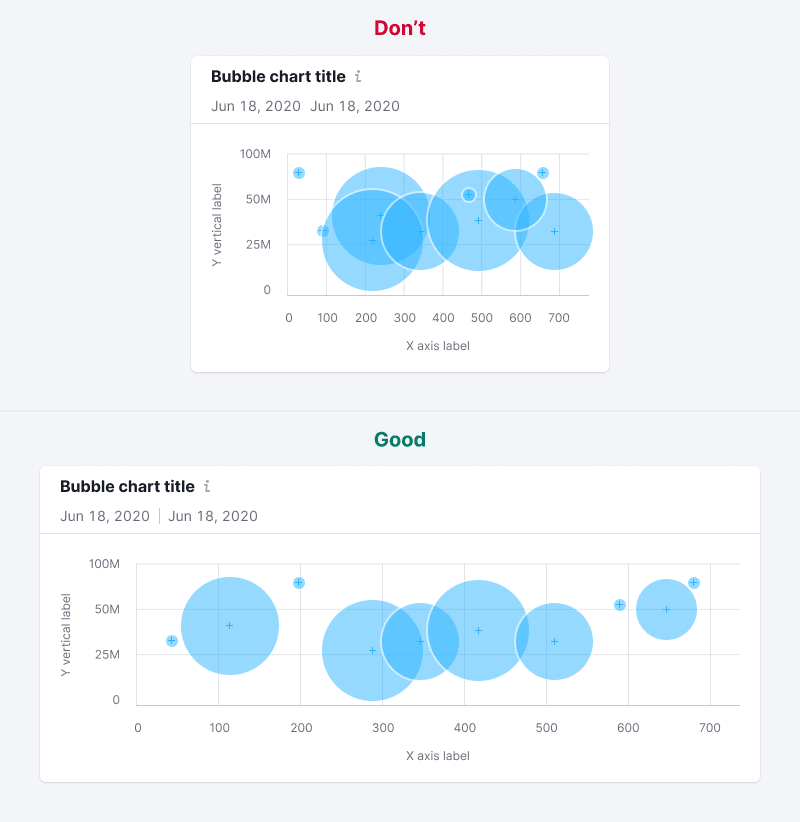 Don’t
Bubble chart title i
Jun 18, 2020 Jun 18, 2020
100M
50M
25M
0
Y vertical label
0 100 200 300 400 500 600 700
X axis label
Good
Bubble chart title i
Jun 18, 2020 Jun 18, 2020
100M
50M
25M
0
Y vertical label
0 100 200 300 400 500 600 700
X axis label